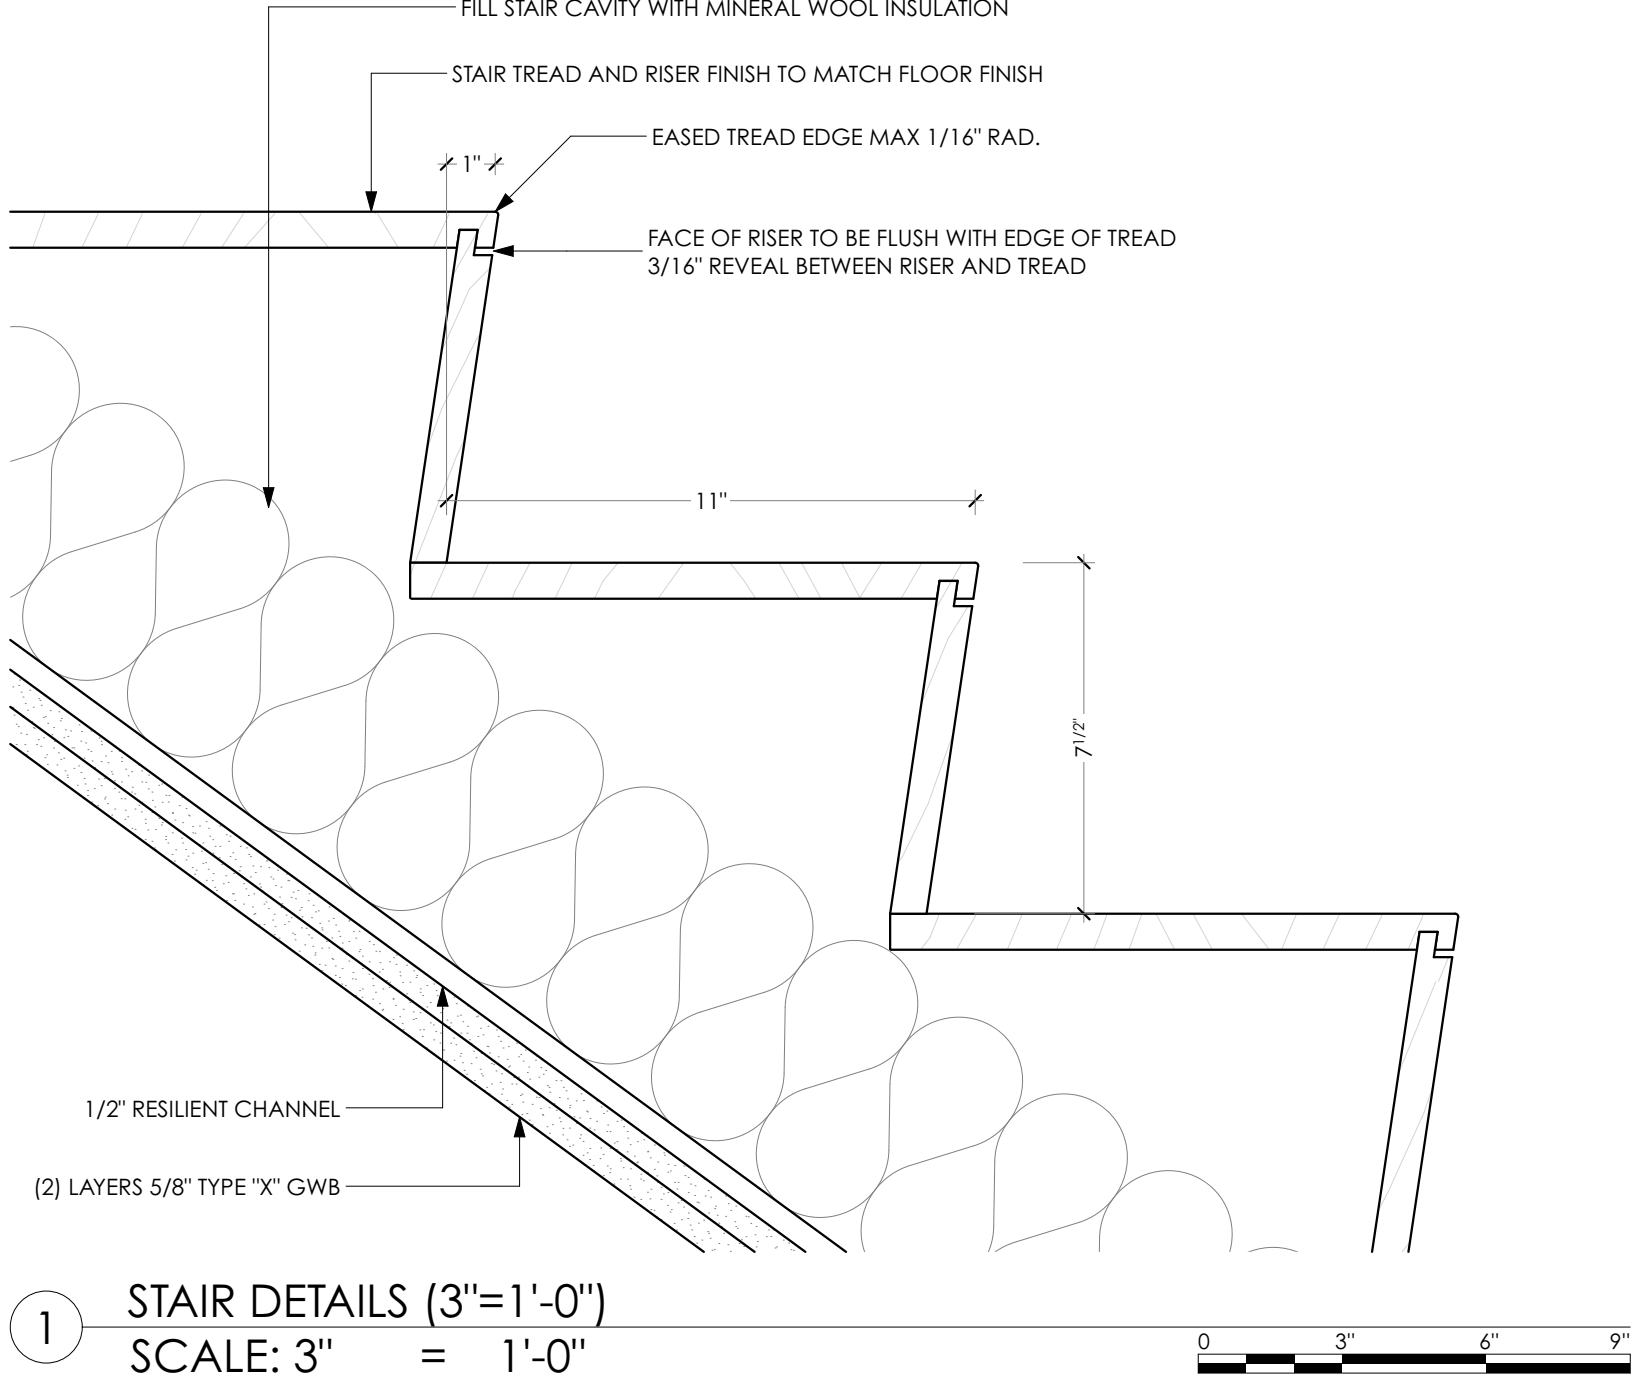 FILL STAIR CAVITY WITH MINERAL WOOL INSULATION
STAIR TREAD AND RISER FINISH TO MATCH FLOOR FINISH
EASED TREAD EDGE MAX 1/16" RAD.
1"
FACE OF RISER TO BE FLUSH WITH EDGE OF TREAD
3/16" REVEAL BETWEEN RISER AND TREAD
11"
7 1/2"
1/2" RESILIENT CHANNEL
(2) LAYERS 5/8" TYPE "X" GWB
1
STAIR DETAILS (3"=1'-0")
SCALE: 3" = 1'-0"
0 3" 6" 9"